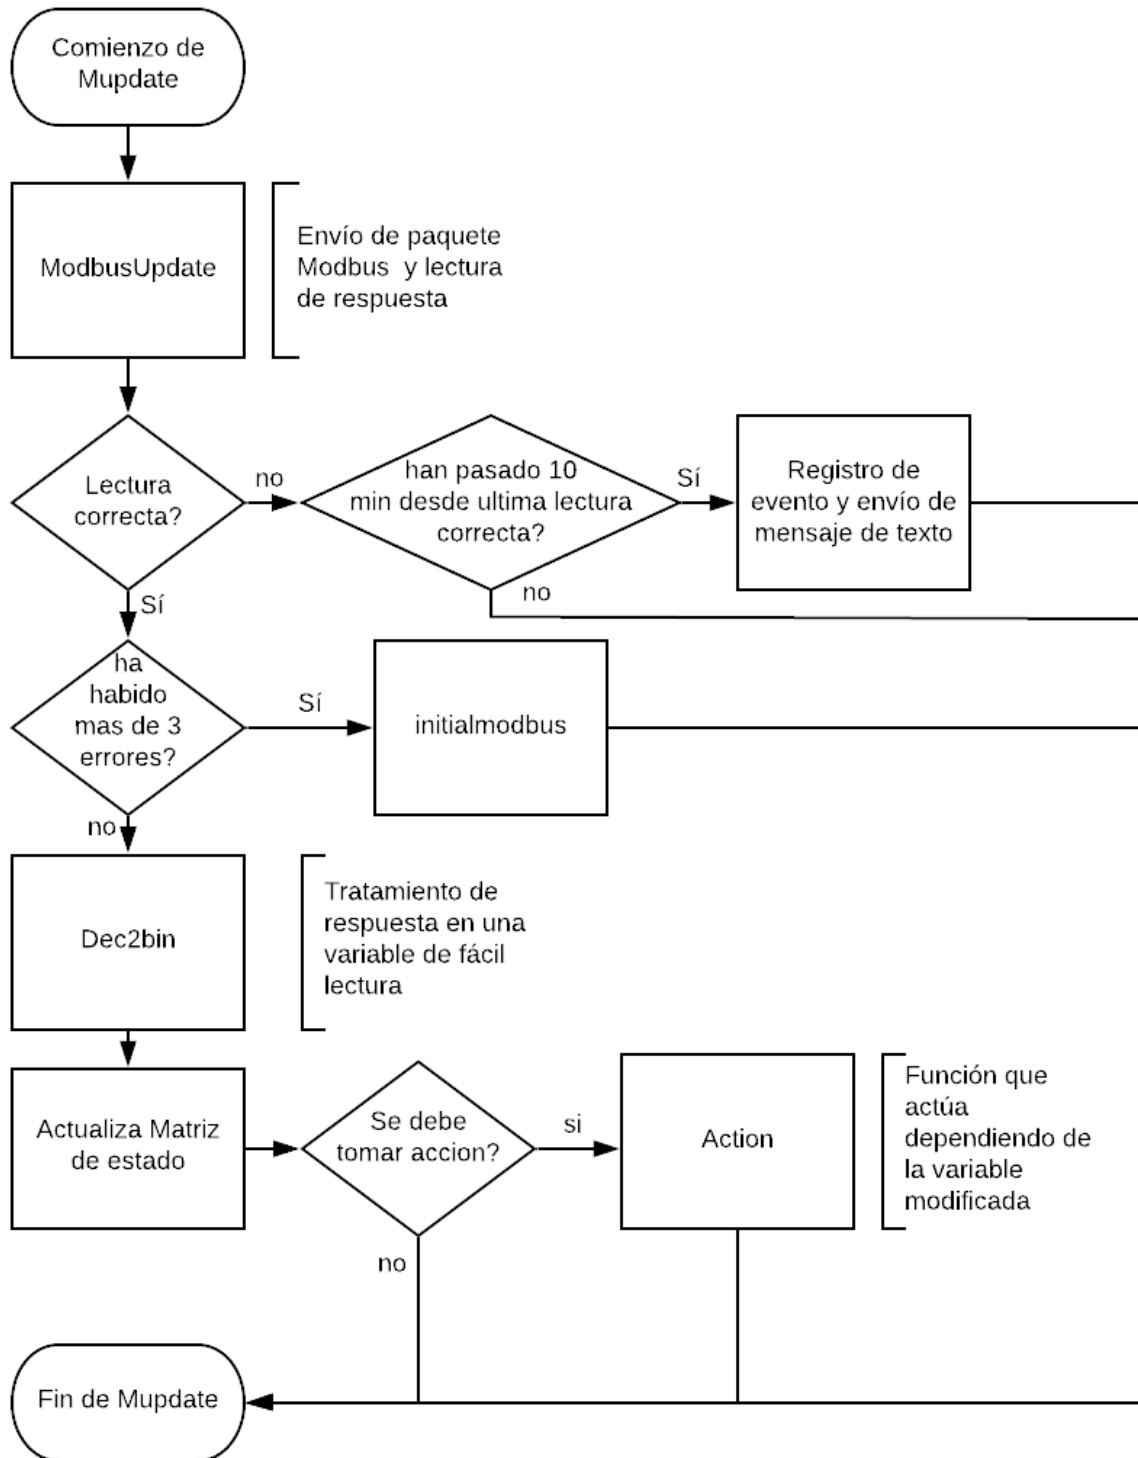 Comienzo de
Mupdate
ModbusUpdate
Envío de paquete
Modbus y lectura
de respuesta
Lectura
correcta?
no
han pasado 10
min desde ultima lectura
correcta?
Sí
Registro de
evento y envío de
mensaje de texto
no
Sí
ha
habido
mas de 3
errores?
Sí
initialmodbus
no
Dec2bin
Tratamiento de
respuesta en una
variable de fácil
lectura
Actualiza Matriz
de estado
Se debe
tomar accion?
si
Action
Función que
actúa
dependiendo de
la variable
modificada
no
Fin de Mupdate